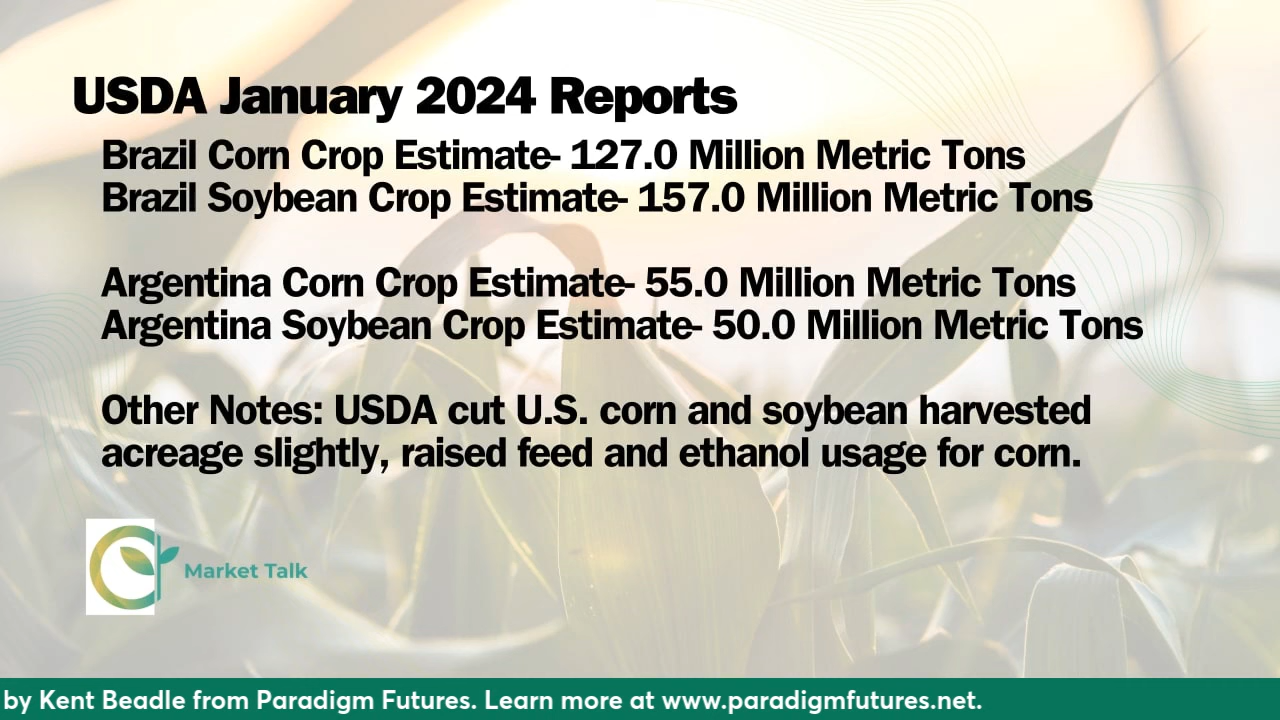 USDA January 2024 Reports
Brazil Corn Crop Estimate- 127.0 Million Metric Tons
Brazil Soybean Crop Estimate- 157.0 Million Metric Tons
Argentina Corn Crop Estimate- 55.0 Million Metric Tons
Argentina Soybean Crop Estimate- 50.0 Million Metric Tons
Other Notes: USDA cut U.S. corn and soybean harvested
acreage slightly, raised feed and ethanol usage for corn.
Market Talk
by Kent Beadle from Paradigm Futures. Learn more at www.paradigmfutures.net.